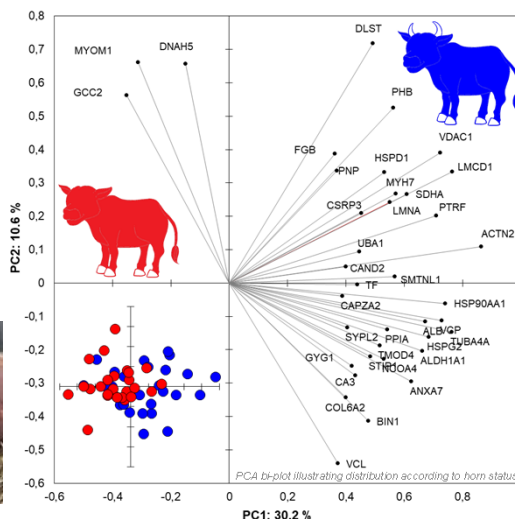 0,8
0,7
0,6
0,5
0,4
0,3
0,2
0,1
0
-0,1
-0,2
-0,3
-0,4
-0,5
-0,6
PC2: 10.6 %
MYOM1
DNAH5
GCC2
DLST
PHB
VDAC1
FGB
PNP
HSPD1
LMCD1
MYH7
SDHA
CSRP3
LMNA
PTRF
ACTN2
UBA1
CAND2
SMTNL1
TF
CAPZA2
HSP90AA1
ALB
VCP
SYPL2
PPIA
TUBA4A
HSPG2
GYG1
TMOD4
ALDH1A1
CA3
ANXA7
COL6A2
BIN1
VCL
PCA bi-plot illustrating distribution according to horn status
-0,6
-0,4
-0,2
0
0,2
0,4
0,6
0,8
PC1: 30.2 %